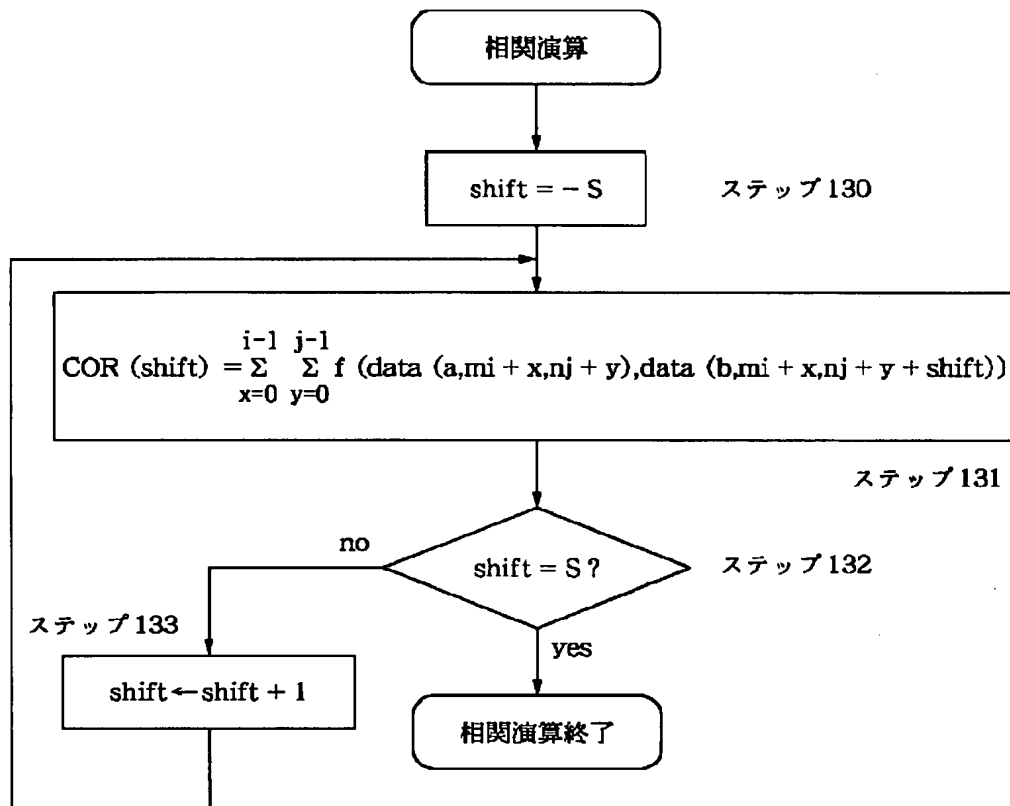 相関演算
shift = − S
ステップ 130
i-1 j-1
COR (shift) = Σ Σ f (data (a,mi + x,nj + y),data (b,mi + x,nj + y + shift))
x=0 y=0
ステップ 131
no
shift = S ?
ステップ 132
ステップ 133
yes
shift←shift + 1
相関演算終了